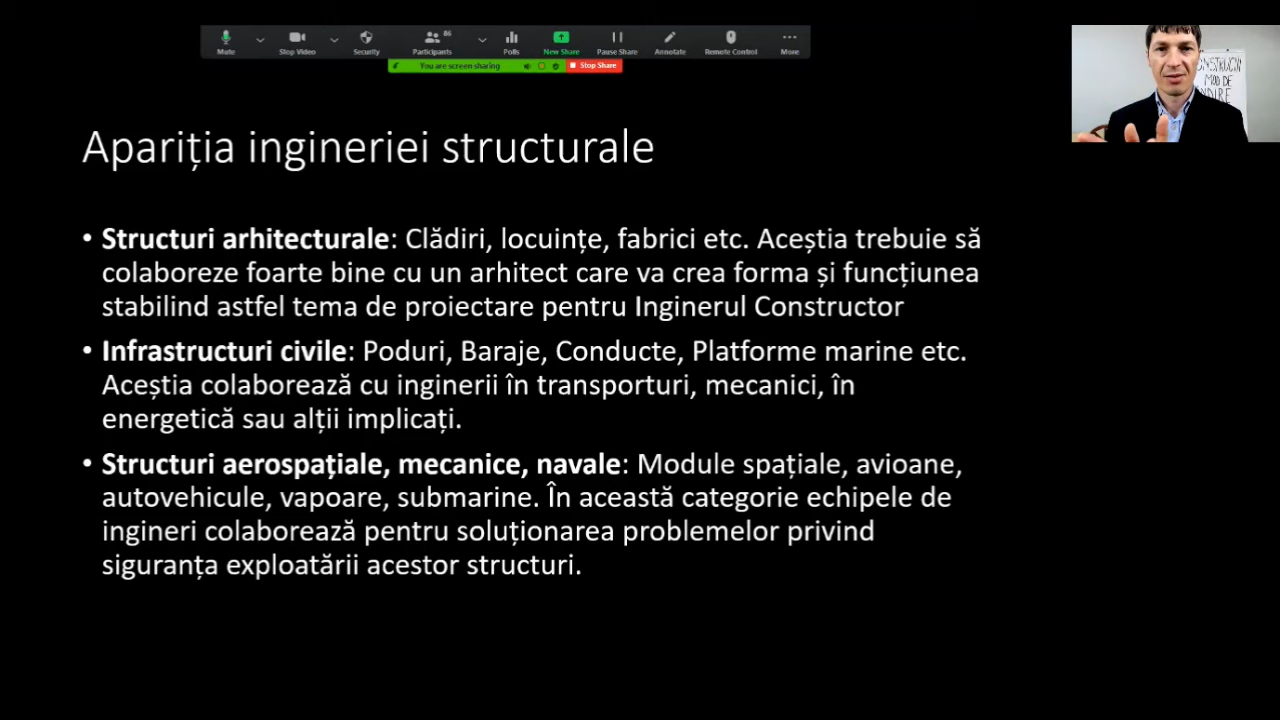 Mute
Stop Video
Security
Participants
86
Polls
New Share
Pause Share
Annotate
Remote Control
More
You are screen sharing
Stop Share
MOD DE
Apariția ingineriei structurale
• Structuri arhitecturale: Clădiri, locuințe, fabrici etc. Aceștia trebuie să
colaboreze foarte bine cu un arhitect care va crea forma și funcțiunea
stabilind astfel tema de proiectare pentru Inginerul Constructor
• Infrastructuri civile: Poduri, Baraje, Conducte, Platforme marine etc.
Aceștia colaborează cu inginerii în transporturi, mecanici, în
energetică sau alții implicați.
• Structuri aerospațiale, mecanice, navale: Module spațiale, avioane,
autovehicule, vapoare, submarine. În această categorie echipele de
ingineri colaborează pentru soluționarea problemelor privind
siguranța exploatării acestor structuri.